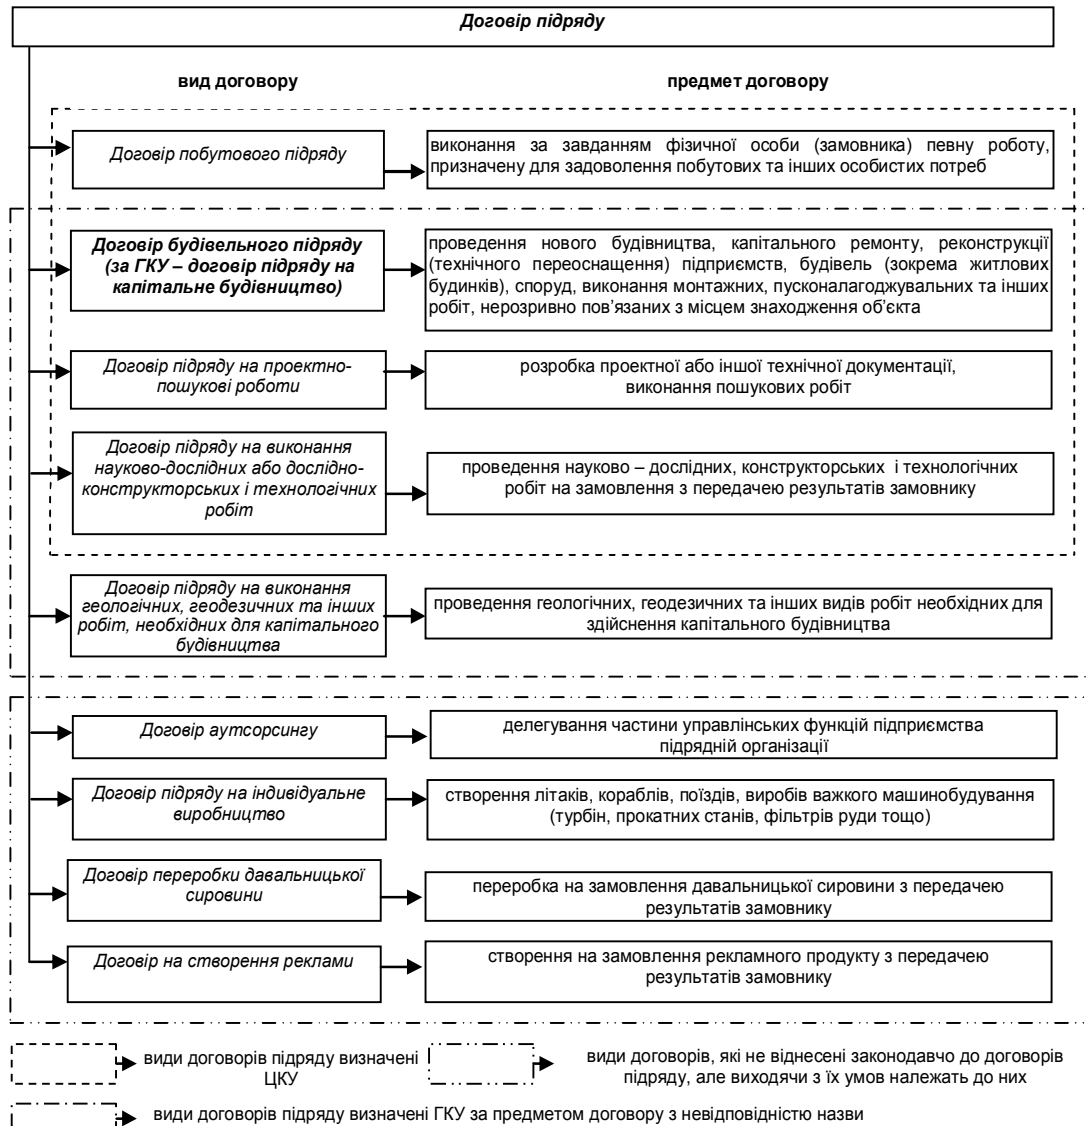 Договір підряду
вид договору
предмет договору
Договір побутового підряду
виконання за завданням фізичної особи (замовника) певну роботу,
призначену для задоволення побутових та інших особистих потреб
Договір будівельного підряду
(за ГКУ – договір підряду на
капітальне будівництво)
проведення нового будівництва, капітального ремонту, реконструкції
(технічного переоснащення) підприємств, будівель (зокрема житлових
будинків), споруд, виконання монтажних, пусконалагоджувальних та інших
робіт, нерозривно пов’язаних з місцем знаходження об’єкта
Договір підряду на проектно-
пошукові роботи
розробка проектної або іншої технічної документації,
виконання пошукових робіт
Договір підряду на виконання
науково-дослідних або дослідно-
конструкторських і технологічних
робіт
проведення науково – дослідних, конструкторських і технологічних
робіт на замовлення з передачею результатів замовнику
Договір підряду на виконання
геологічних, геодезичних та інших
робіт, необхідних для капітального
будівництва
проведення геологічних, геодезичних та інших видів робіт необхідних для
здійснення капітального будівництва
Договір аутсорсингу
делегування частини управлінських функцій підприємства
підрядній організації
Договір підряду на індивідуальне
виробництво
створення літаків, кораблів, поїздів, виробів важкого машинобудування
(турбін, прокатних станів, фільтрів руди тощо)
Договір переробки давальницької
сировини
переробка на замовлення давальницької сировини з передачею
результатів замовнику
Договір на створення реклами
створення на замовлення рекламного продукту з передачею
результатів замовнику
види договорів підряду визначені
ЦКУ
види договорів, які не віднесені законодавчо до договорів
підряду, але виходячи з їх умов належать до них
види договорів підряду визначені ГКУ за предметом договору з невідповідністю назви